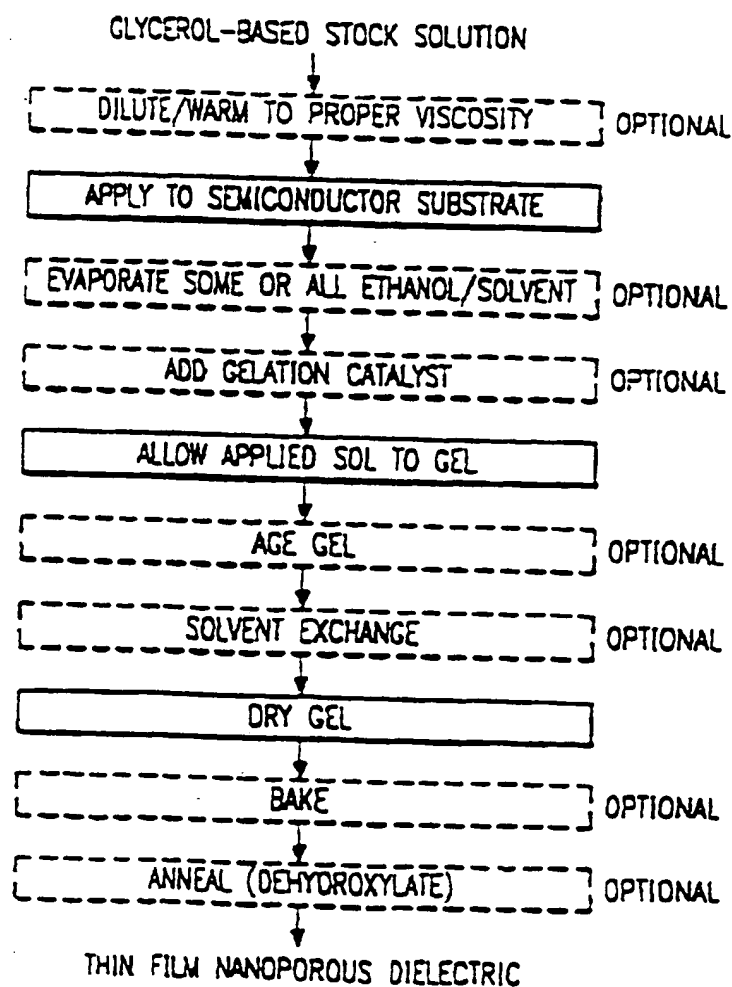 GLYCEROL-BASED STOCK SOLUTION
DILUTE/WARM TO PROPER VISCOSITY OPTIONAL
APPLY TO SEMICONDUCTOR SUBSTRATE
EVAPORATE SOME OR ALL ETHANOL/SOLVENT OPTIONAL
ADD GELATION CATALYST OPTIONAL
ALLOW APPLIED SOL TO GEL
AGE GEL OPTIONAL
SOLVENT EXCHANGE OPTIONAL
DRY GEL
BAKE OPTIONAL
ANNEAL (DEHYDROXYLATE) OPTIONAL
THIN FILM NANOPOROUS DIELECTRIC